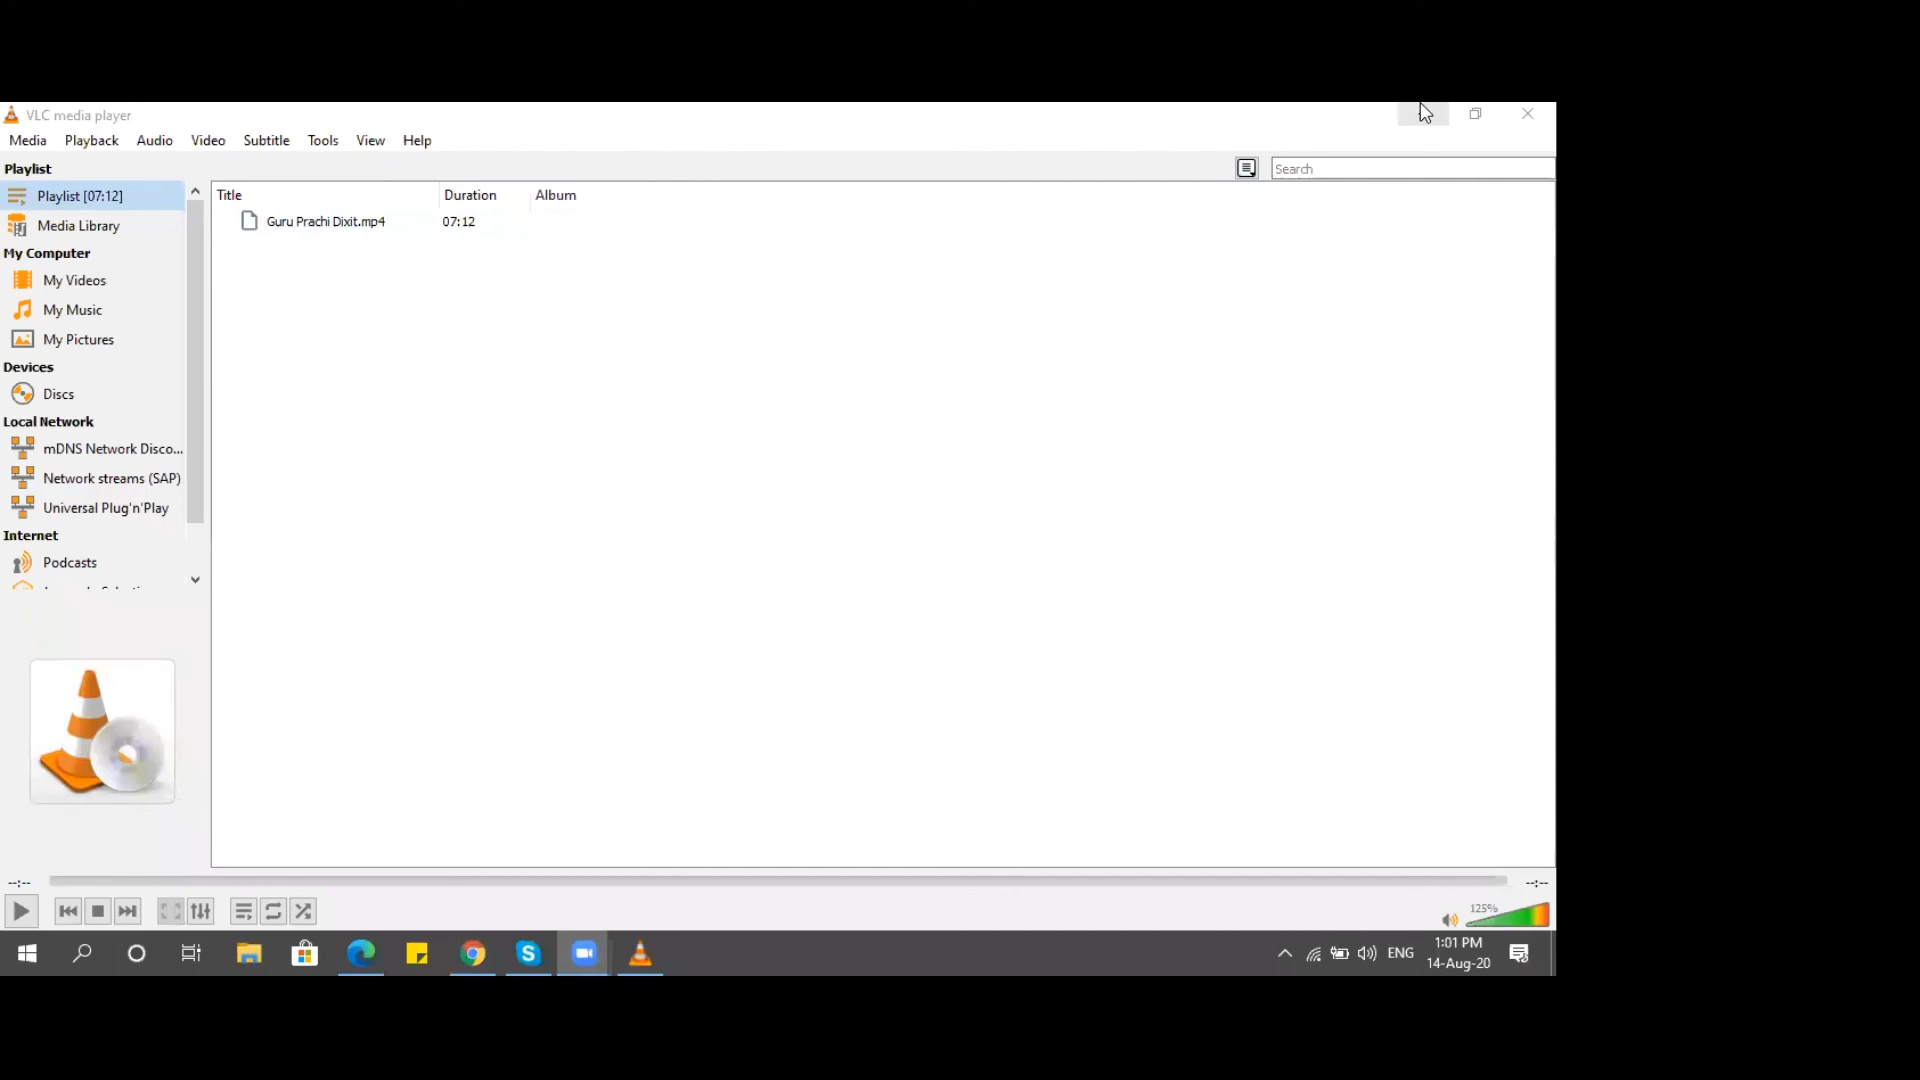 VLC media player
Media Playback Audio Video Subtitle Tools View Help
Playlist
Search
Playlist [07:12]
Media Library
My Computer
My Videos
My Music
My Pictures
Devices
Discs
Local Network
mDNS Network Disco...
Network streams (SAP)
Universal Plug'n'Play
Internet
Podcasts
Title Duration Album
Guru Prachi Dixit.mp4 07:12
--:-- --:--
125%
ENG
1:01 PM
14-Aug-20